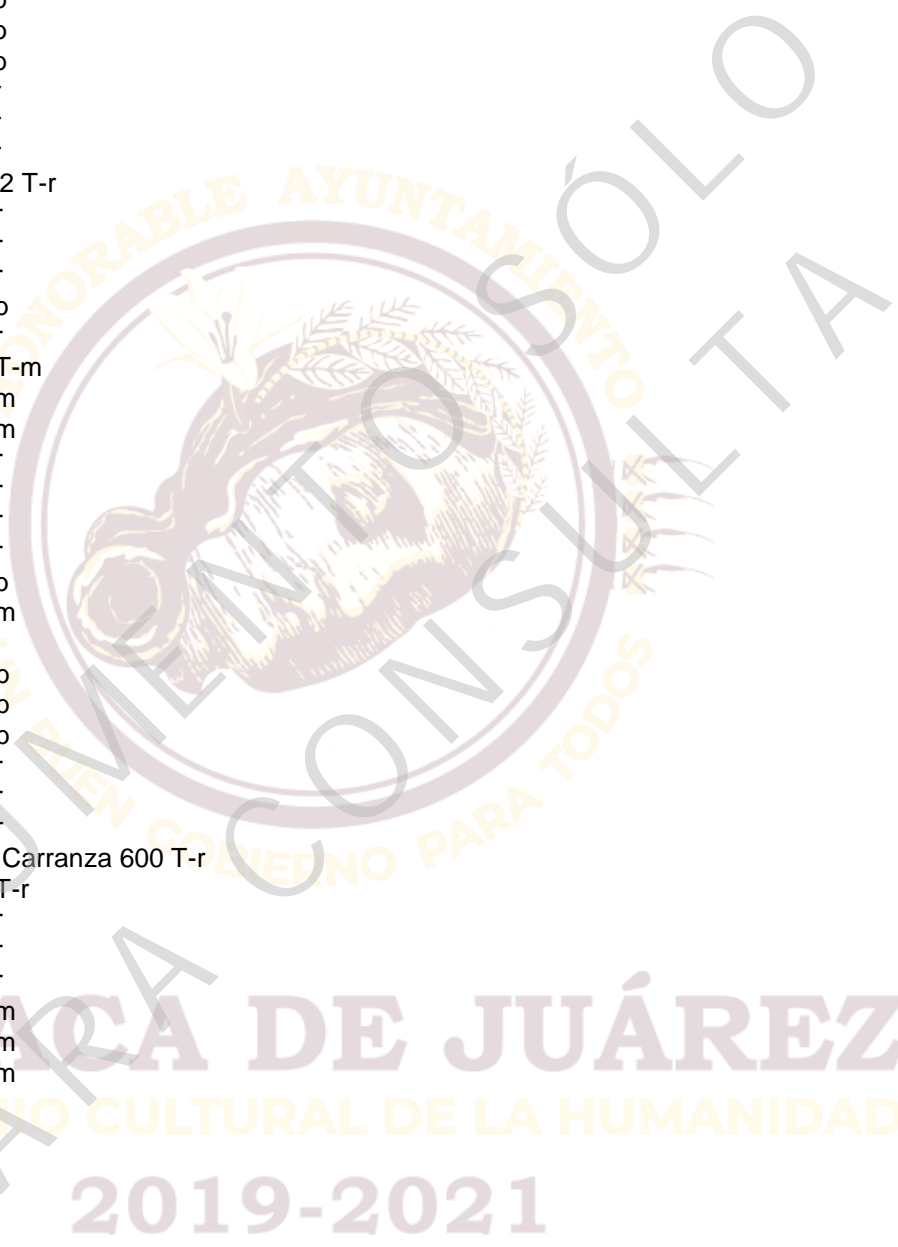 o
o
o
r
-
-
2 T-r
-
-
-
o
-
T-m
m
m
-
-
-
-
o
m
o
o
o
-
-
-
Carranza 600 T-r
T-r
-
-
-
m
m
m
HONORABLE AYUNTAMIENTO
UN BUEN GOBIERNO PARA TODOS
DOCUMENTO SÓLO
PARA CONSULTA
ACA DE JUÁREZ
IO CULTURAL DE LA HUMANIDAD
2019-2021